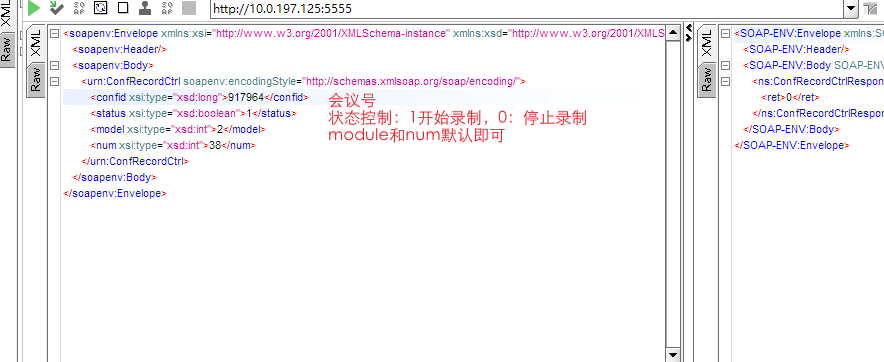 http://10.0.197.125:5555
XML
Raw
XML
Raw
<soapenv:Envelope xmlns:xsi="http://www.w3.org/2001/XMLSchema-instance" xmlns:xsd="http://www.w3.org/2001/XMLS
<soapenv:Header/>
<soapenv:Body>
<urn:ConfRecordCtrl soapenv:encodingStyle="http://schemas.xmlsoap.org/soap/encoding/">
<confid xsi:type="xsd:long">917964</confid> 会议号
<status xsi:type="xsd:boolean">1</status> 状态控制：1开始录制，0：停止录制
<model xsi:type="xsd:int">2</model> module和num默认即可
<num xsi:type="xsd:int">38</num>
</urn:ConfRecordCtrl>
</soapenv:Body>
</soapenv:Envelope>
XML
Raw
<SOAP-ENV:Envelope xmlns:S
<SOAP-ENV:Header/>
<SOAP-ENV:Body SOAP-ENV
<ns:ConfRecordCtrlRespon
<ret>0</ret>
</ns:ConfRecordCtrlRespo
</SOAP-ENV:Body>
</SOAP-ENV:Envelope>